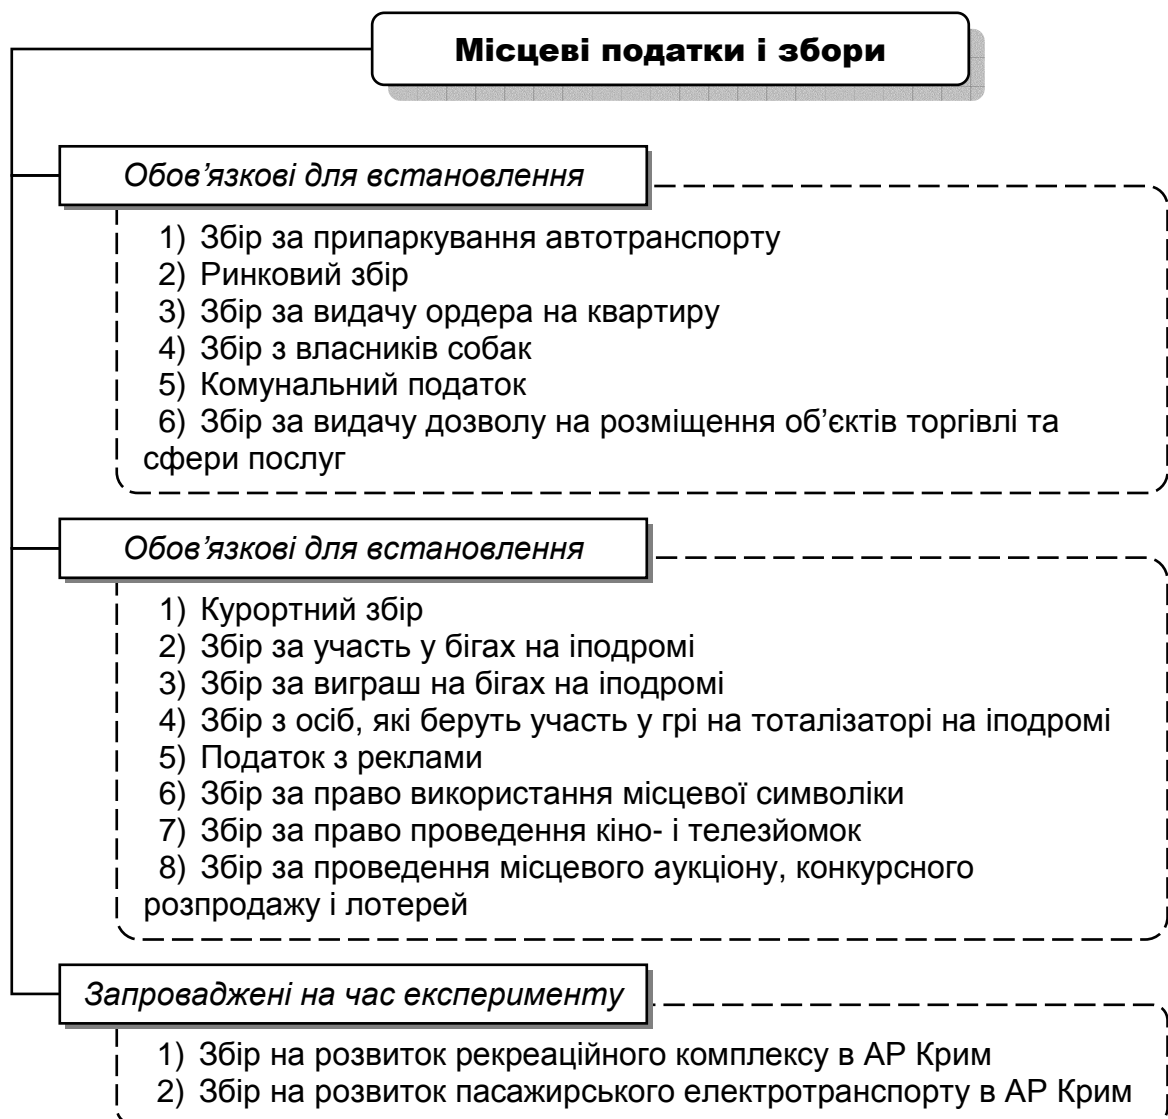 Місцеві податки і збори
Обов’язкові для встановлення
1) Збір за припаркування автотранспорту
2) Ринковий збір
3) Збір за видачу ордера на квартиру
4) Збір з власників собак
5) Комунальний податок
6) Збір за видачу дозволу на розміщення об’єктів торгівлі та
сфери послуг
Обов’язкові для встановлення
1) Курортний збір
2) Збір за участь у бігах на іподромі
3) Збір за виграш на бігах на іподромі
4) Збір з осіб, які беруть участь у грі на тоталізаторі на іподромі
5) Податок з реклами
6) Збір за право використання місцевої символіки
7) Збір за право проведення кіно- і телезйомок
8) Збір за проведення місцевого аукціону, конкурсного
розпродажу і лотерей
Запроваджені на час експерименту
1) Збір на розвиток рекреаційного комплексу в АР Крим
2) Збір на розвиток пасажирського електротранспорту в АР Крим